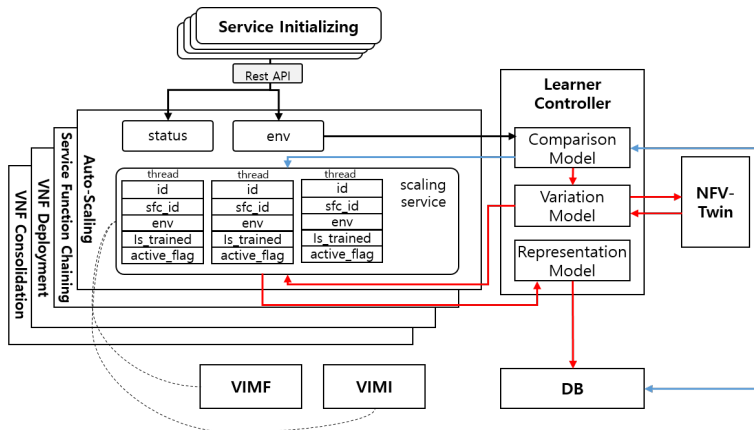 Service Initializing
Rest API
Learner
Controller
status
env
Comparison
Model
thread
id
sfc_id
env
Is_trained
active_flag
thread
id
sfc_id
env
Is_trained
active_flag
thread
id
sfc_id
env
Is_trained
active_flag
scaling
service
Variation
Model
NFV-
Twin
Representation
Model
Auto-Scaling
Service Function Chaining
VNF Deployment
VNF Consolidation
VIMF
VIMI
DB